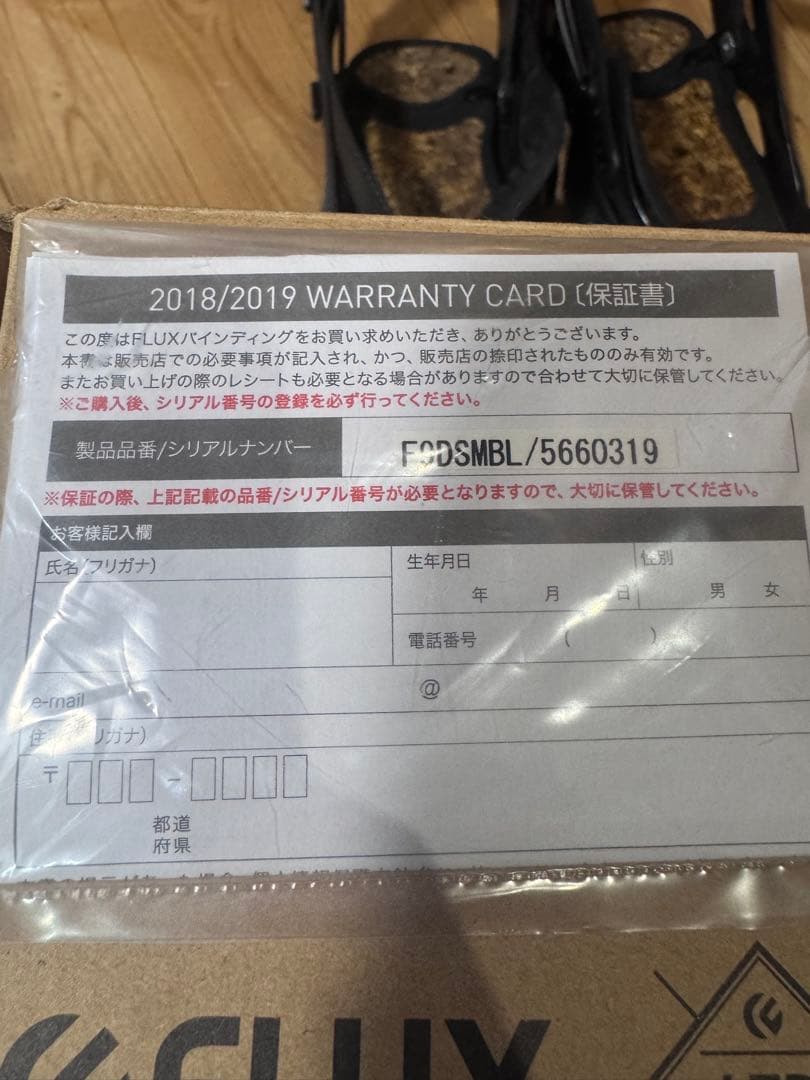 2018/2019 WARRANTY CARD〔保証書〕
この度はFLUXバインディングをお買い求めいただき、ありがとうございます。
本書は販売店での必要事項が記入され、かつ、販売店の捺印されたもののみ有効です。
またお買い上げの際のレシートも必要となる場合がありますので合わせて大切に保管してください。
※ご購入後、シリアル番号の登録を必ず行ってください。
製品品番/シリアルナンバー
F9DSMBL/5660319
※保証の際、上記記載の品番/シリアル番号が必要となりますので、大切に保管してください。
お客様記入欄
氏名(フリガナ)
生年月日
性別
年 月 日
男 女
電話番号 ( )
e-mail @
リガナ)
〒 -
都道
府県
FLUX